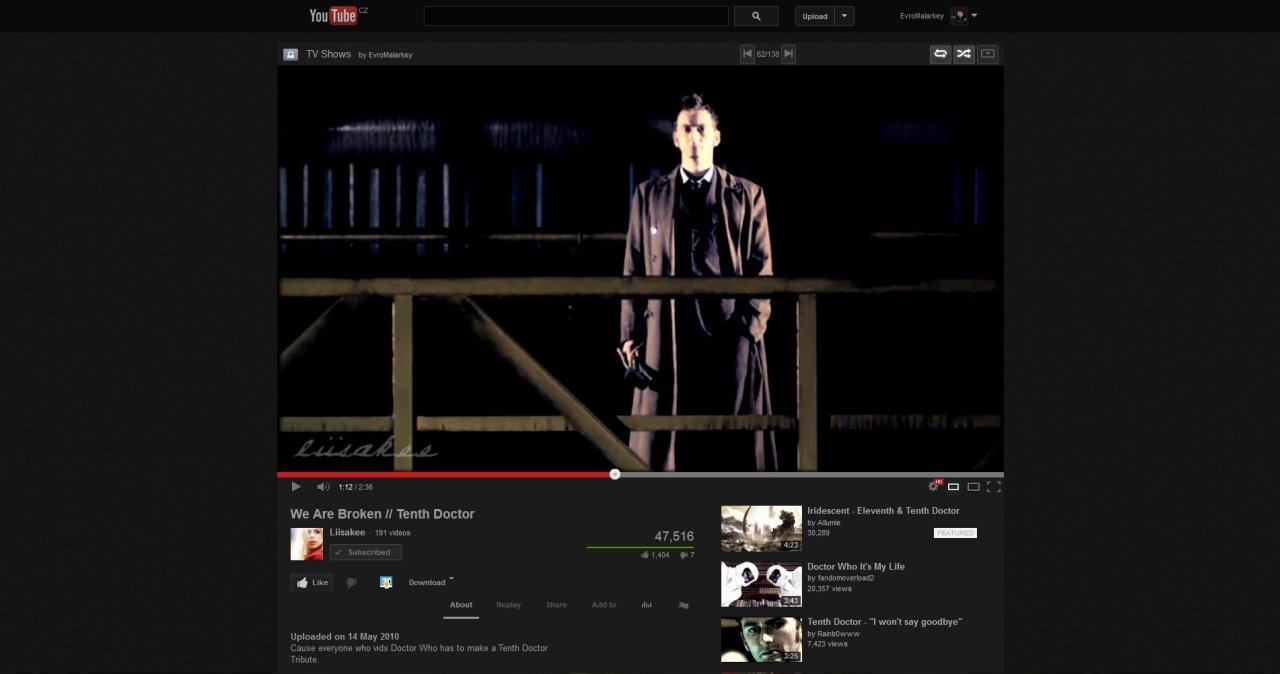 YouTube CZ
Upload
EvroMalarkey
TV Shows by EvroMalarkey
62/138
liisakee
1:12 / 2:36
HD
We Are Broken // Tenth Doctor
Liisakee · 191 videos
Subscribed
47,516
1,404 7
Like
Download
About Replay Share Add to
Uploaded on 14 May 2010
Cause everyone who vids Doctor Who has to make a Tenth Doctor
Tribute.
Iridescent - Eleventh & Tenth Doctor
by Allumie
30,289
FEATURED
4:23
Doctor Who It's My Life
by fandomoverload2
20,357 views
3:43
Tenth Doctor - "I won't say goodbye"
by Rainb0www
7,423 views
3:25